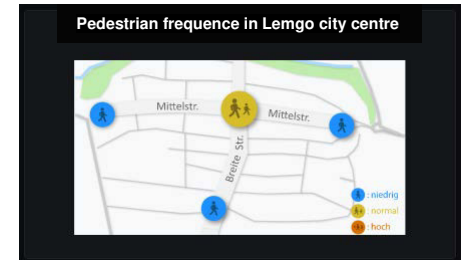 Pedestrian frequence in Lemgo city centre
Mittelstr.
Mittelstr.
Breite Str.
: niedrig
: normal
: hoch